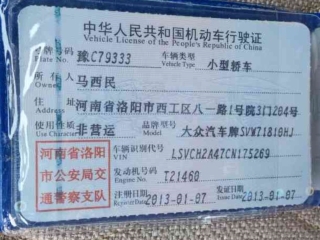 中华人民共和国机动车行驶证
Vehicle License of the People's Republic of China
号牌号码 豫C79333 车辆类型 小型轿车
Plate No. Vehicle Type
所有人 马西民
Owner
住址 河南省洛阳市西工区八一路1号院3门204号
Address
使用性质 非营运 品牌型号 大众汽车牌SVW71810HJ
Use Character Model
河南省洛阳
市公安局交
通警察支队
车辆识别代号 LSVCH2A47CN175269
VIN
发动机号码 T21460
Engine No.
注册日期 2013-01-07 发证日期 2013-01-07
Register Date Issue Date